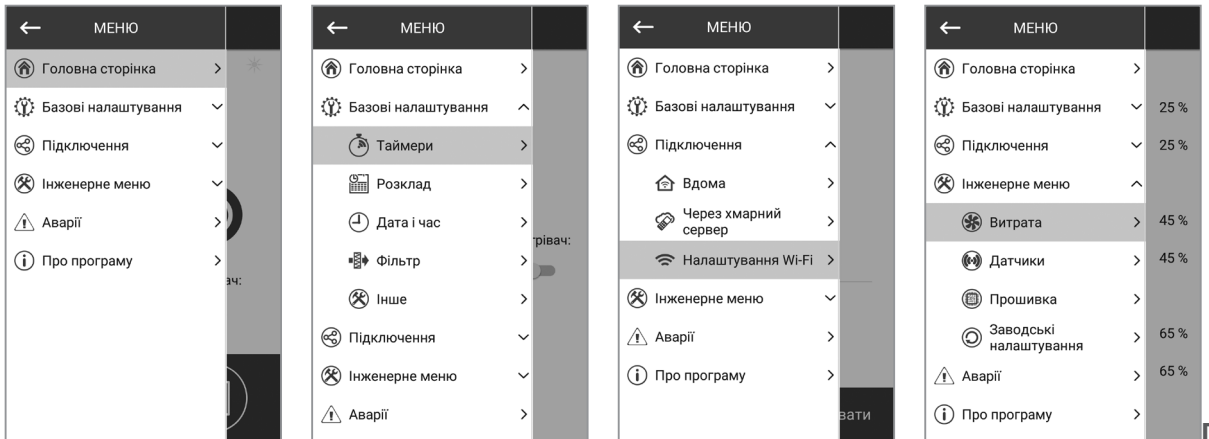 МЕНЮ
Головна сторінка
Базові налаштування
Підключення
Інженерне меню
Аварії
Про програму
ач:
МЕНЮ
Головна сторінка
Базові налаштування
Таймери
Розклад
Дата і час
Фільтр
Інше
Підключення
Інженерне меню
Аварії
трівач:
МЕНЮ
Головна сторінка
Базові налаштування
Підключення
Вдома
Через хмарний
сервер
Налаштування Wi-Fi
Інженерне меню
Аварії
Про програму
вати
МЕНЮ
Головна сторінка
Базові налаштування
25 %
Підключення
25 %
Інженерне меню
Витрата
45 %
Датчики
45 %
Прошивка
Заводські
налаштування
65 %
Аварії
65 %
Про програму